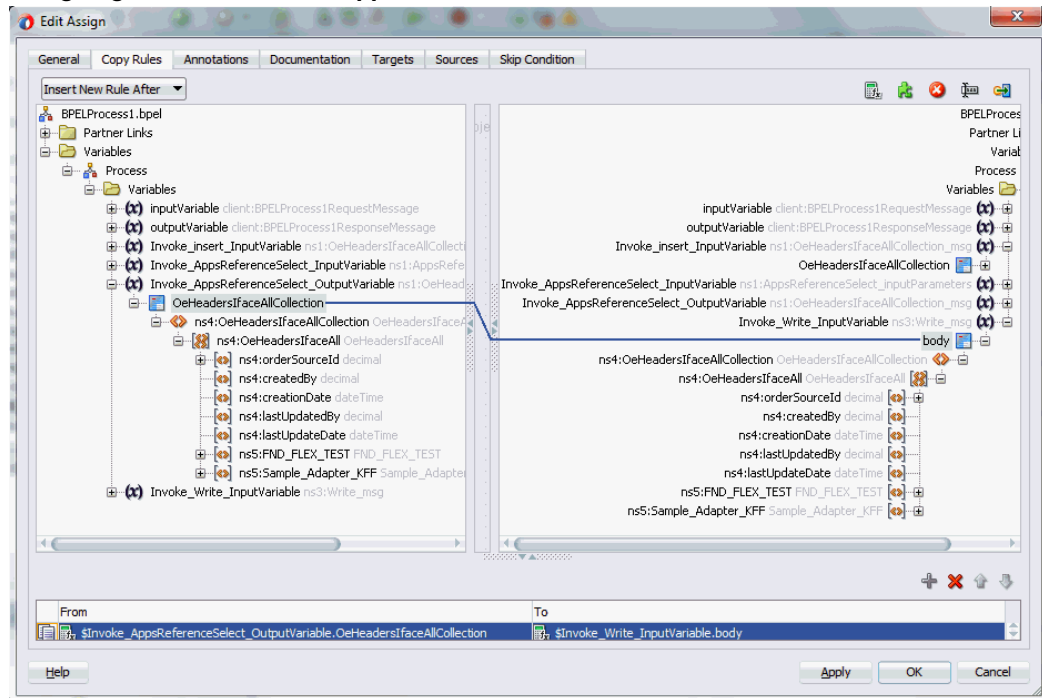 Edit Assign
General Copy Rules Annotations Documentation Targets Sources Skip Condition
Insert New Rule After
BPELProcess1.bpel
Partner Links
Variables
Process
Variables
inputVariable client:BPELProcess1RequestMessage
outputVariable client:BPELProcess1ResponseMessage
Invoke_insert_InputVariable ns1:OeHeadersIfaceAllCollecti
Invoke_AppsReferenceSelect_InputVariable ns1:AppsRefe
Invoke_AppsReferenceSelect_OutputVariable ns1:OeHead
OeHeadersIfaceAllCollection
ns4:OeHeadersIfaceAllCollection OeHeadersIfaceA
ns4:OeHeadersIfaceAll OeHeadersIfaceAll
ns4:orderSourceId decimal
ns4:createdBy decimal
ns4:creationDate dateTime
ns4:lastUpdatedBy decimal
ns4:lastUpdateDate dateTime
ns5:FND_FLEX_TEST FND_FLEX_TEST
ns5:Sample_Adapter_KFF Sample_Adapter
Invoke_Write_InputVariable ns3:Write_msg
BPELProces
Partner Li
Variab
Process
Variables
inputVariable client:BPELProcess1RequestMessage
outputVariable client:BPELProcess1ResponseMessage
Invoke_insert_InputVariable ns1:OeHeadersIfaceAllCollection_msg
OeHeadersIfaceAllCollection
Invoke_AppsReferenceSelect_InputVariable ns1:AppsReferenceSelect_inputParameters
Invoke_AppsReferenceSelect_OutputVariable ns1:OeHeadersIfaceAllCollection_msg
Invoke_Write_InputVariable ns3:Write_msg
body
ns4:OeHeadersIfaceAllCollection OeHeadersIfaceAllCollection
ns4:OeHeadersIfaceAll OeHeadersIfaceAll
ns4:orderSourceId decimal
ns4:createdBy decimal
ns4:creationDate dateTime
ns4:lastUpdatedBy decimal
ns4:lastUpdateDate dateTime
ns5:FND_FLEX_TEST FND_FLEX_TEST
ns5:Sample_Adapter_KFF Sample_Adapter_KFF
From To
$Invoke_AppsReferenceSelect_OutputVariable.OeHeadersIfaceAllCollection $Invoke_Write_InputVariable.body
Help Apply OK Cancel